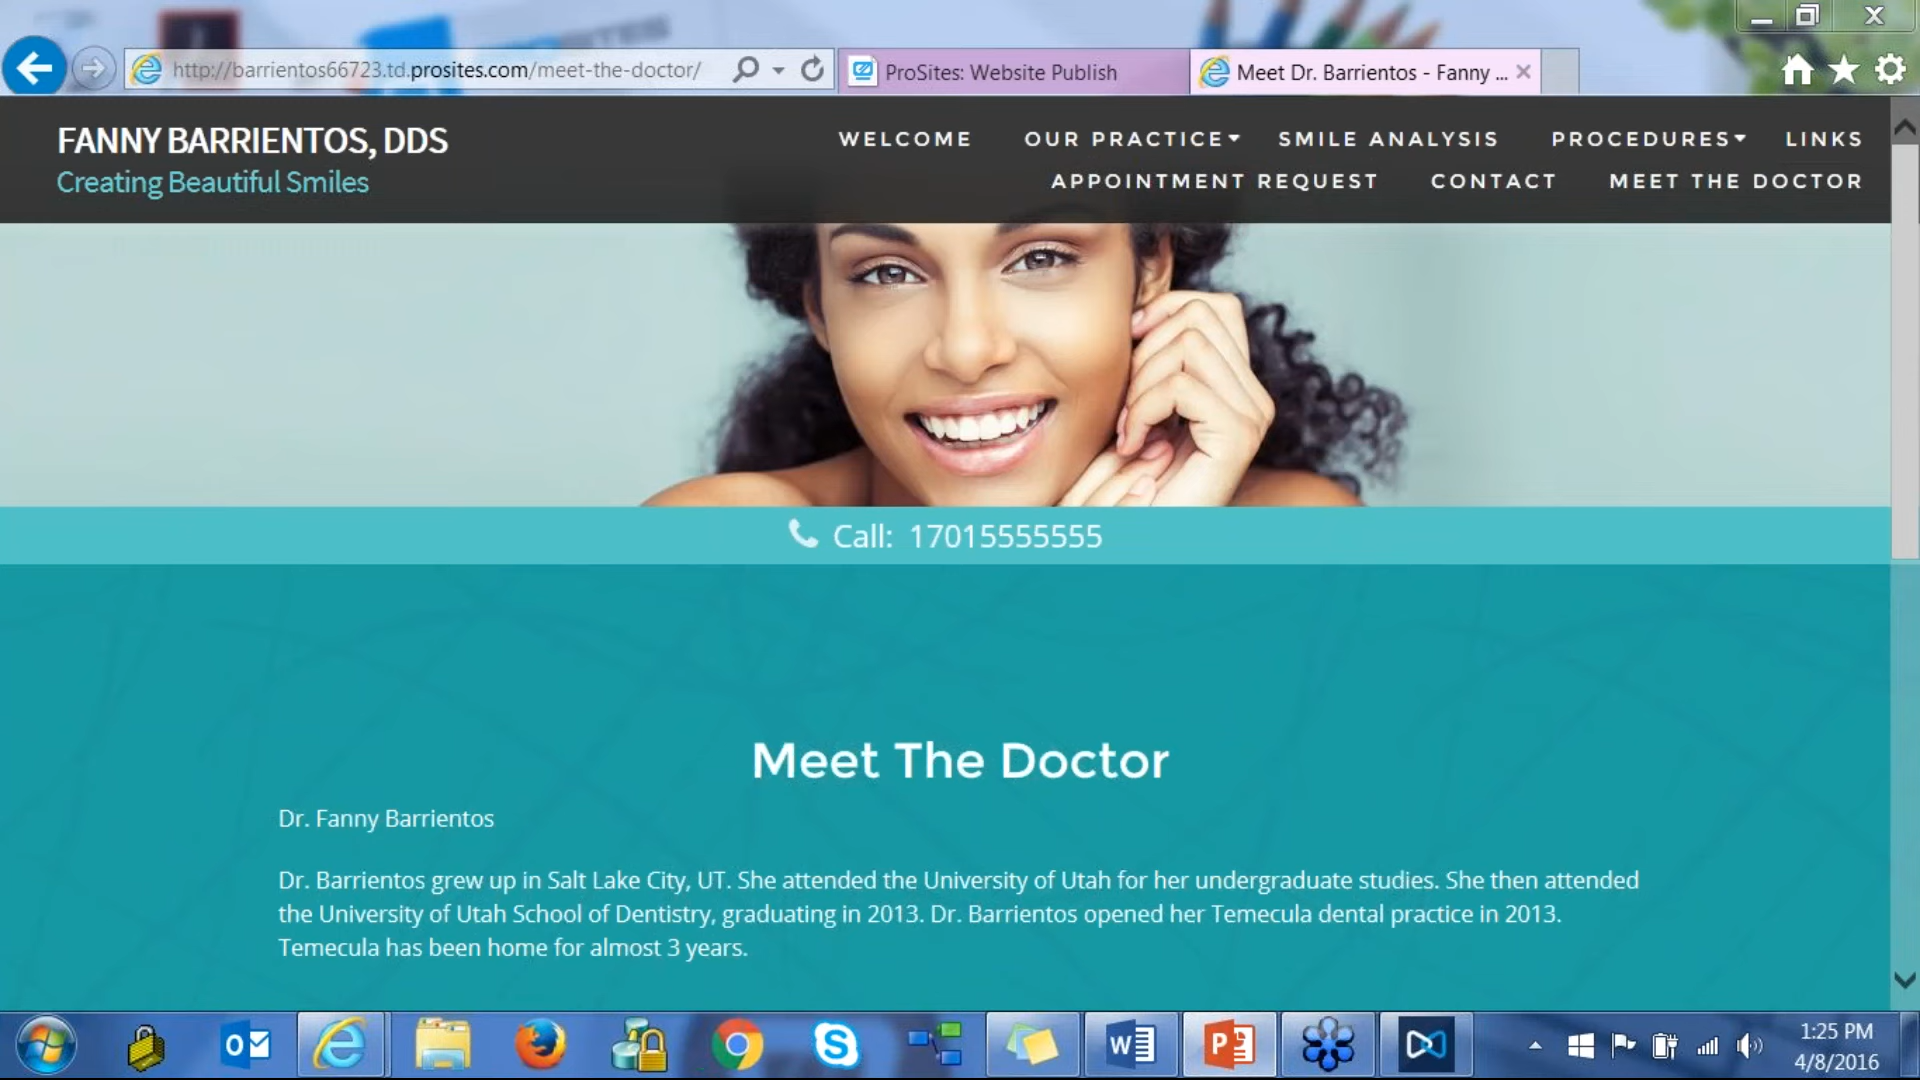 http://barrientos66723.td.prosites.com/meet-the-doctor/
ProSites: Website Publish
Meet Dr. Barrientos - Fanny ...
FANNY BARRIENTOS, DDS
Creating Beautiful Smiles
WELCOME OUR PRACTICE SMILE ANALYSIS PROCEDURES LINKS
APPOINTMENT REQUEST CONTACT MEET THE DOCTOR
Call: 17015555555
Meet The Doctor
Dr. Fanny Barrientos
Dr. Barrientos grew up in Salt Lake City, UT. She attended the University of Utah for her undergraduate studies. She then attended
the University of Utah School of Dentistry, graduating in 2013. Dr. Barrientos opened her Temecula dental practice in 2013.
Temecula has been home for almost 3 years.
1:25 PM
4/8/2016